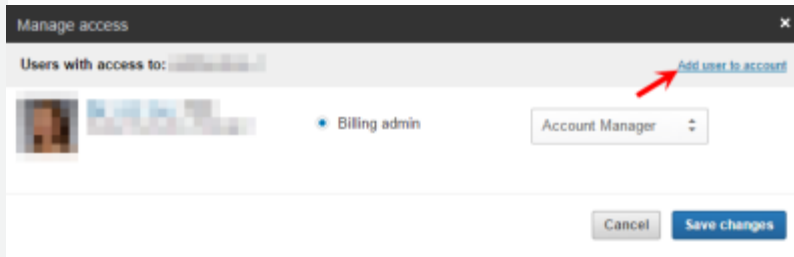 Manage access
Users with access to:
Add user to account
Billing admin
Account Manager
Cancel
Save changes